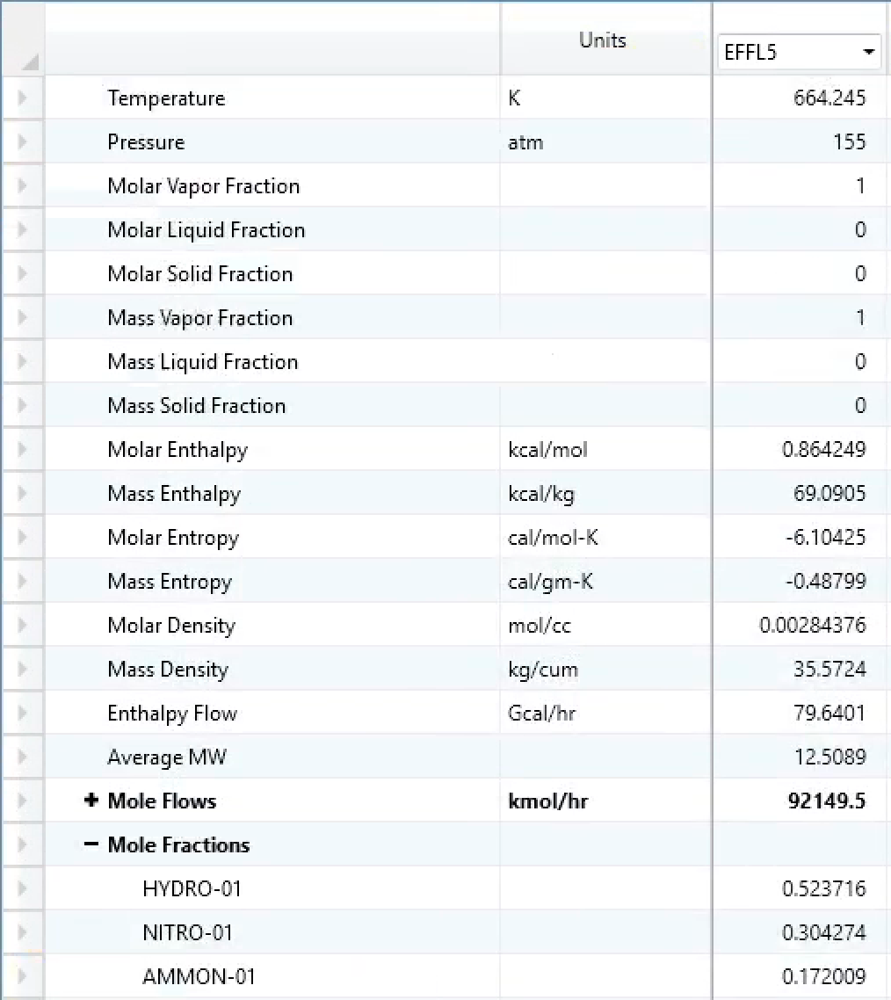 Units EFFL5
Temperature K 664.245
Pressure atm 155
Molar Vapor Fraction 1
Molar Liquid Fraction 0
Molar Solid Fraction 0
Mass Vapor Fraction 1
Mass Liquid Fraction 0
Mass Solid Fraction 0
Molar Enthalpy kcal/mol 0.864249
Mass Enthalpy kcal/kg 69.0905
Molar Entropy cal/mol-K -6.10425
Mass Entropy cal/gm-K -0.48799
Molar Density mol/cc 0.00284376
Mass Density kg/cum 35.5724
Enthalpy Flow Gcal/hr 79.6401
Average MW 12.5089
+ Mole Flows kmol/hr 92149.5
− Mole Fractions
HYDRO-01 0.523716
NITRO-01 0.304274
AMMON-01 0.172009